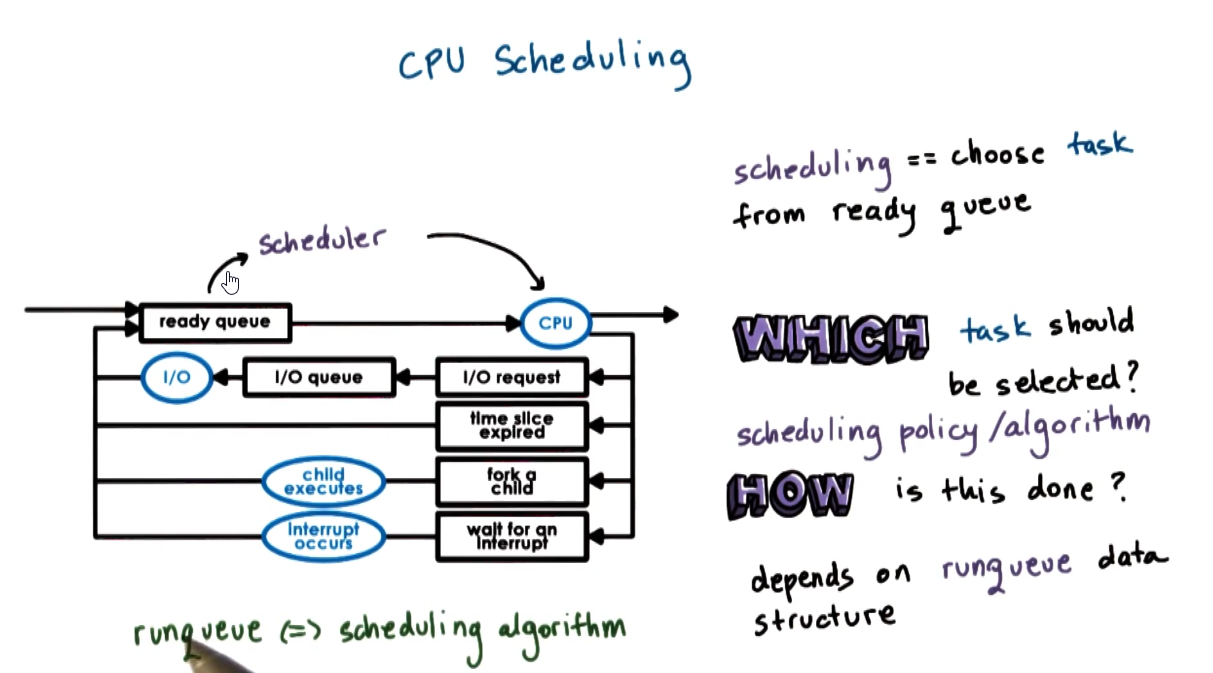 CPU Scheduling
scheduling == choose task
from ready queue
scheduler
ready queue
CPU
I/O
I/O queue
I/O request
time slice
expired
child
executes
fork a
child
Interrupt
occurs
wait for an
Interrupt
WHICH task should
be selected?
scheduling policy/algorithm
HOW is this done?
depends on runqueue data
structure
runqueue <=> scheduling algorithm